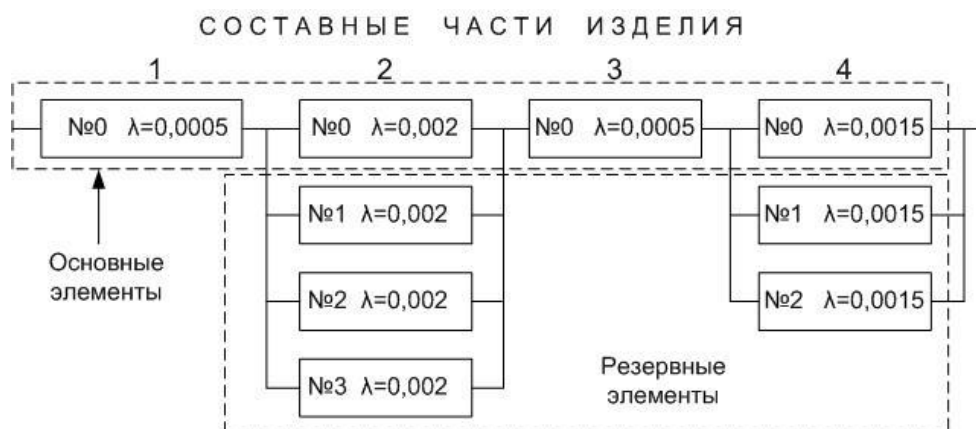 СОСТАВНЫЕ ЧАСТИ ИЗДЕЛИЯ
1 2 3 4
№0 λ=0,0005 №0 λ=0,002 №0 λ=0,0005 №0 λ=0,0015
№1 λ=0,002 №1 λ=0,0015
Основные
элементы
№2 λ=0,002 №2 λ=0,0015
№3 λ=0,002
Резервные
элементы